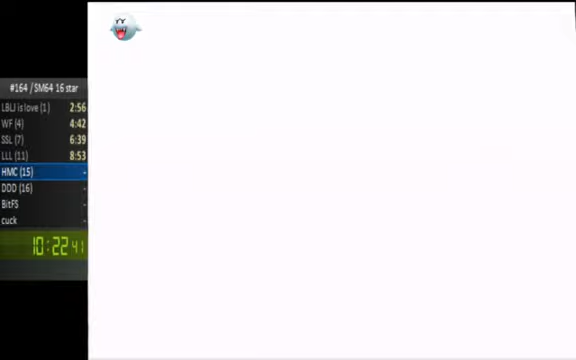 #164 / SM64 16 star
LBLJ is love (1) 2:56
WF (4) 4:42
SSL (7) 6:39
LLL (11) 8:53
HMC (15) -
DDD (16) -
BitFS -
cuck -
10:22 41